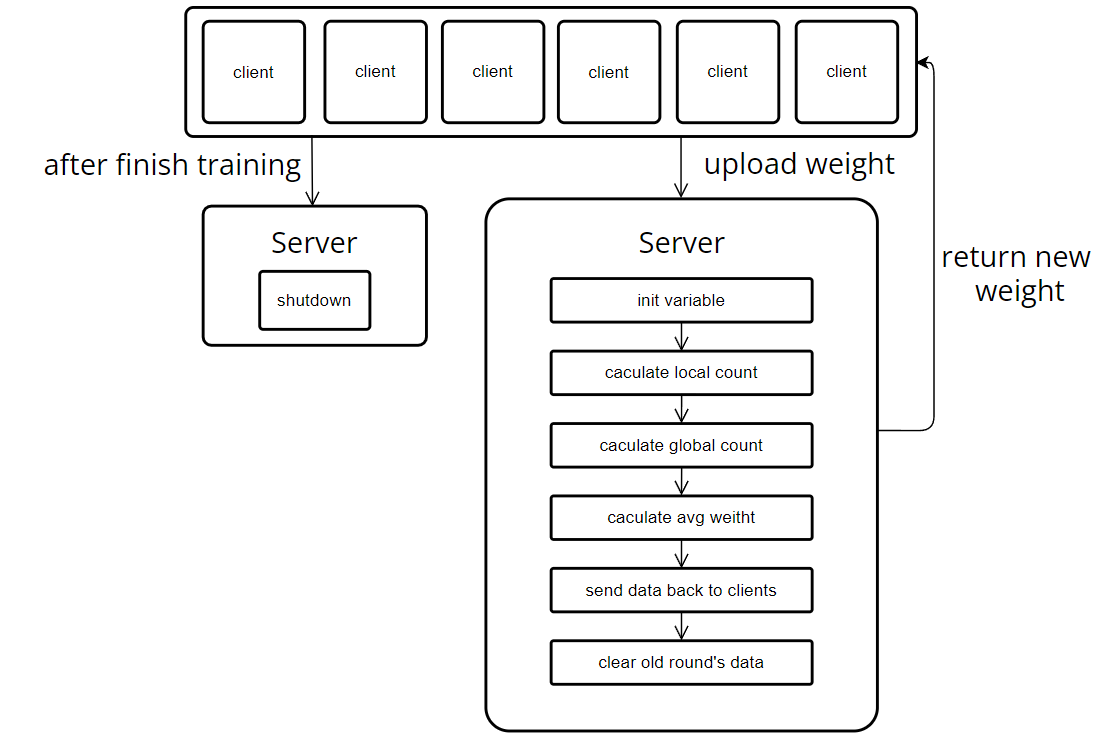 client
client
client
client
client
client
after finish training
upload weight
Server
shutdown
Server
init variable
caculate local count
caculate global count
caculate avg weitht
send data back to clients
clear old round's data
return new
weight